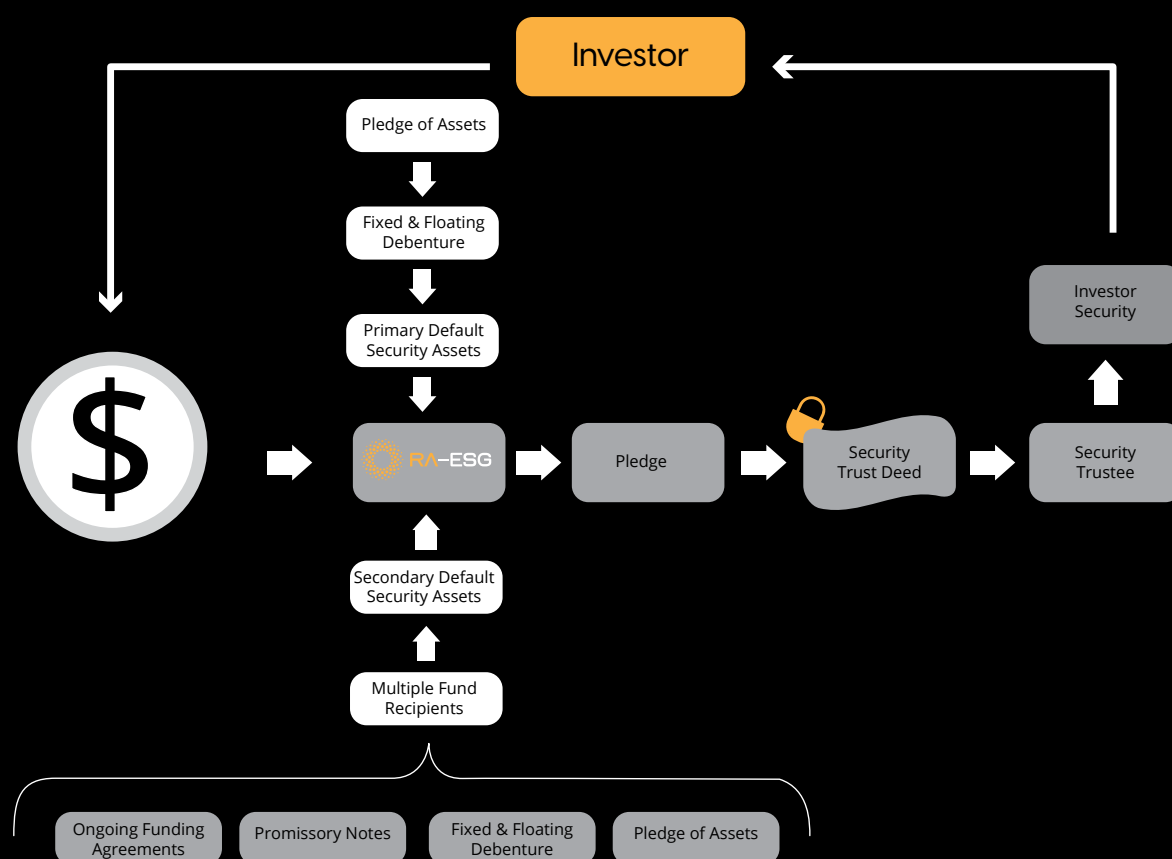 Investor
Pledge of Assets
Fixed & Floating
Debenture
Primary Default
Security Assets
Investor
Security
$
RA-ESG
Pledge
Security
Trust Deed
Security
Trustee
Secondary Default
Security Assets
Multiple Fund
Recipients
Ongoing Funding
Agreements
Promissory Notes
Fixed & Floating
Debenture
Pledge of Assets